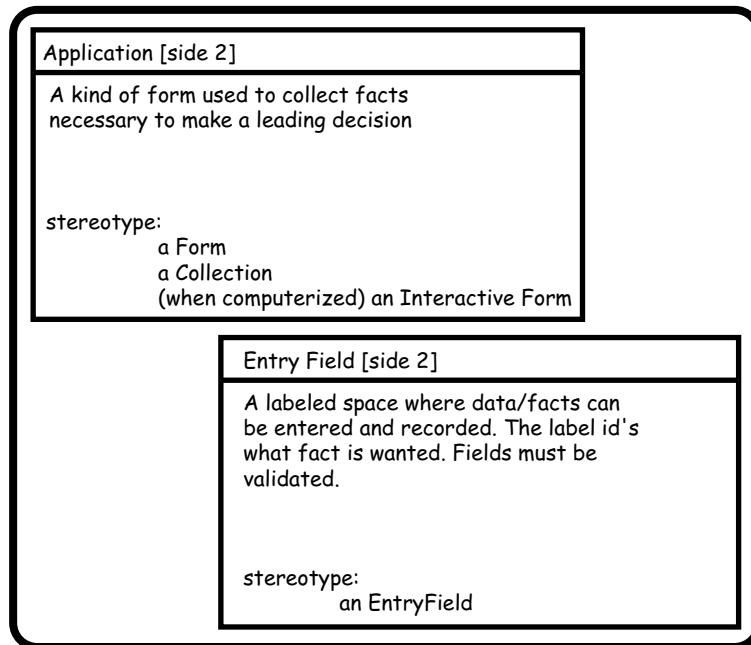 Application [side 2]
A kind of form used to collect facts
necessary to make a leading decision
stereotype:
a Form
a Collection
(when computerized) an Interactive Form
Entry Field [side 2]
A labeled space where data/facts can
be entered and recorded. The label id's
what fact is wanted. Fields must be
validated.
stereotype:
an EntryField